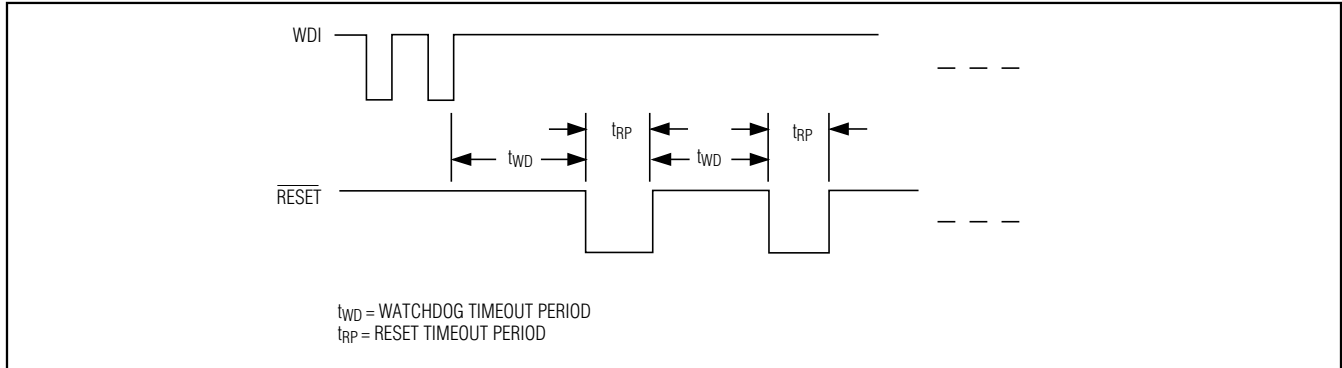 WDI
tRP tRP
tWD tWD
RESET
tWD = WATCHDOG TIMEOUT PERIOD
tRP = RESET TIMEOUT PERIOD